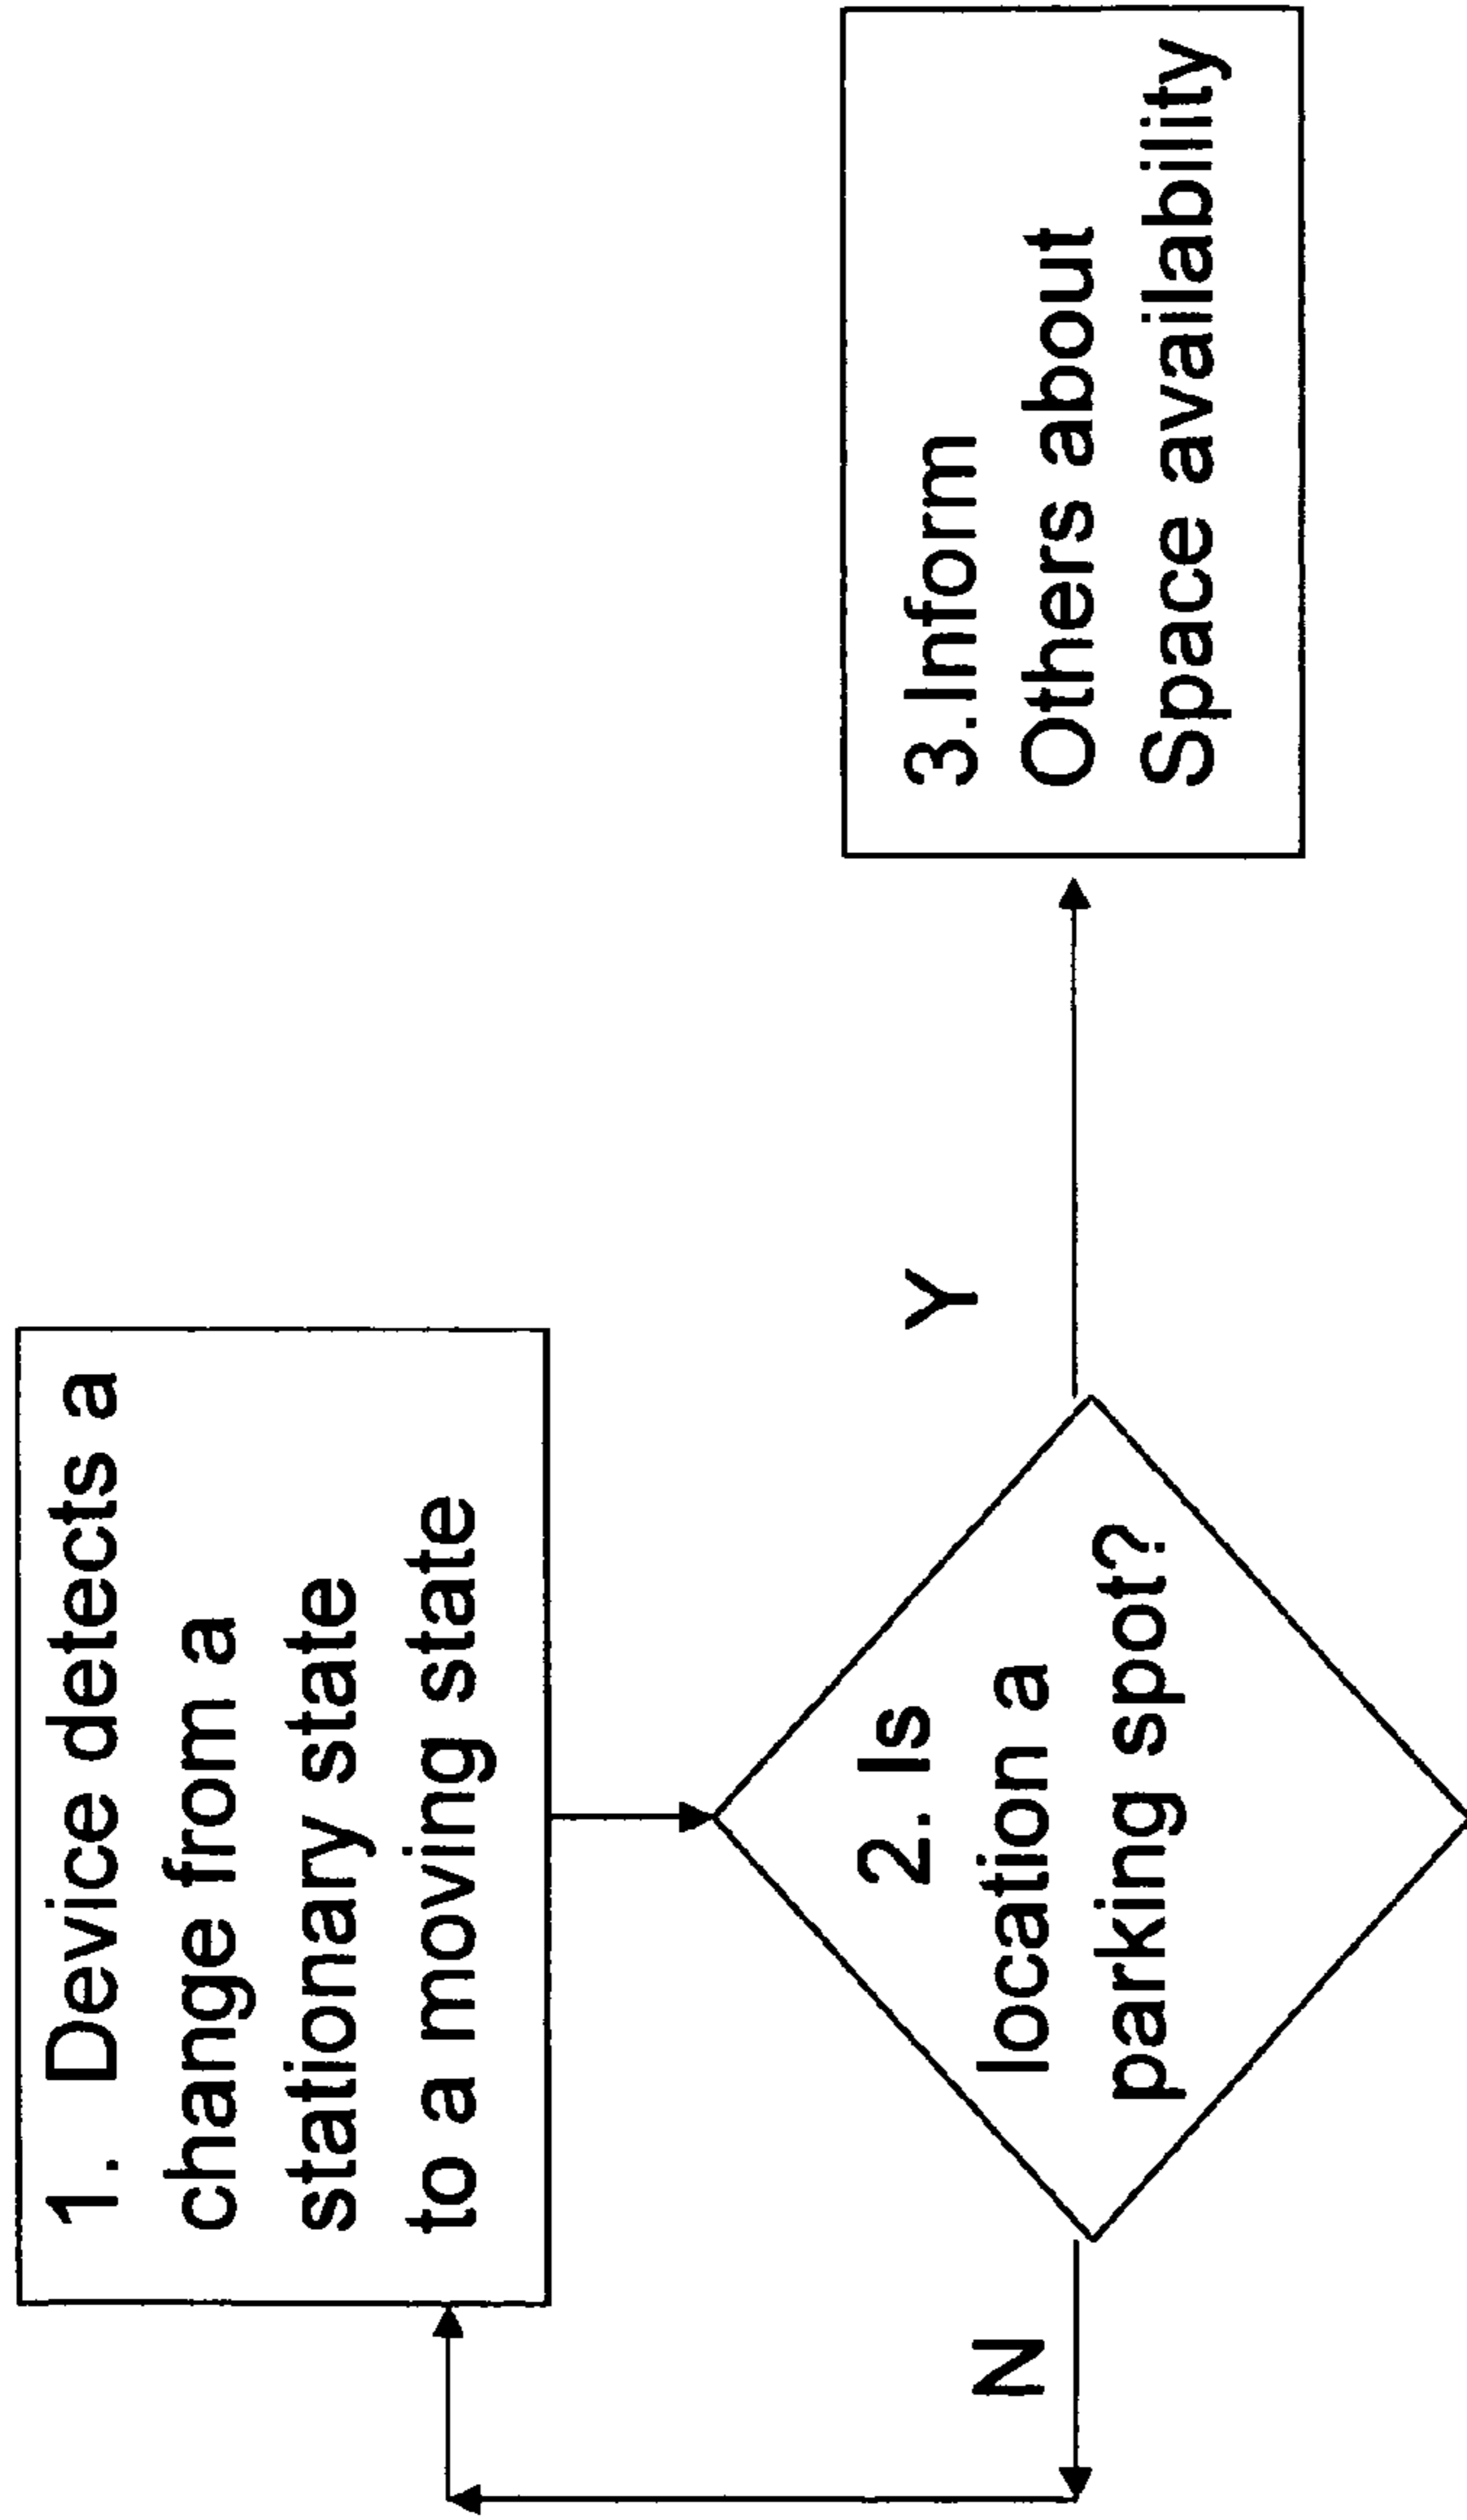 1. Device detects a
change from a
stationary state
to a moving state
2. Is
location a
parking spot?
N
Y
3.Inform
Others about
Space availability